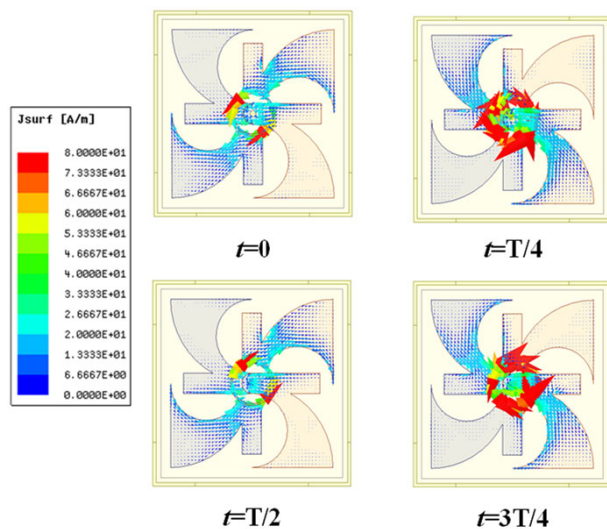 Jsurf [A/m]
8.0000E+01
7.3333E+01
6.6667E+01
6.0000E+01
5.3333E+01
4.6667E+01
4.0000E+01
3.3333E+01
2.6667E+01
2.0000E+01
1.3333E+01
6.6667E+00
0.0000E+00
t=0
t=T/4
t=T/2
t=3T/4